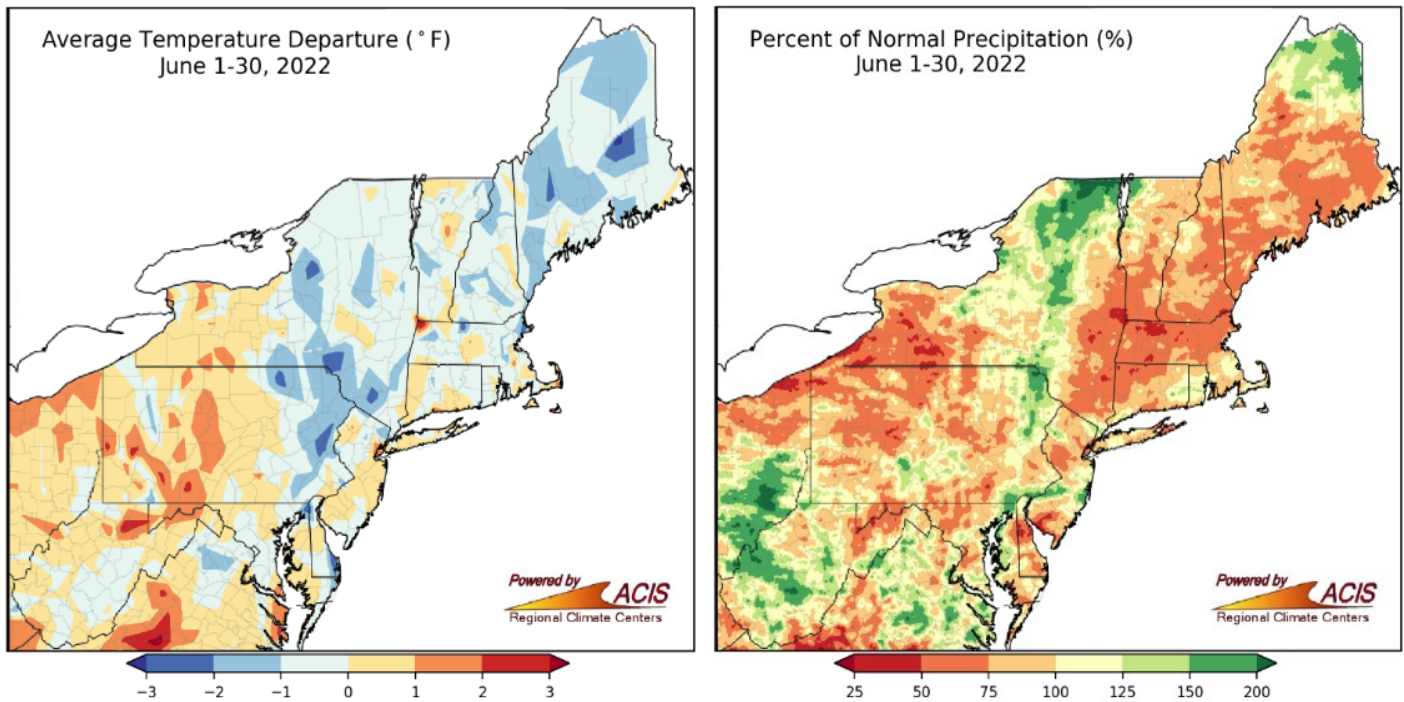 Average Temperature Departure (°F)
June 1-30, 2022
Powered by
ACIS
Regional Climate Centers
−3 −2 −1 0 1 2 3
Percent of Normal Precipitation (%)
June 1-30, 2022
Powered by
ACIS
Regional Climate Centers
25 50 75 100 125 150 200